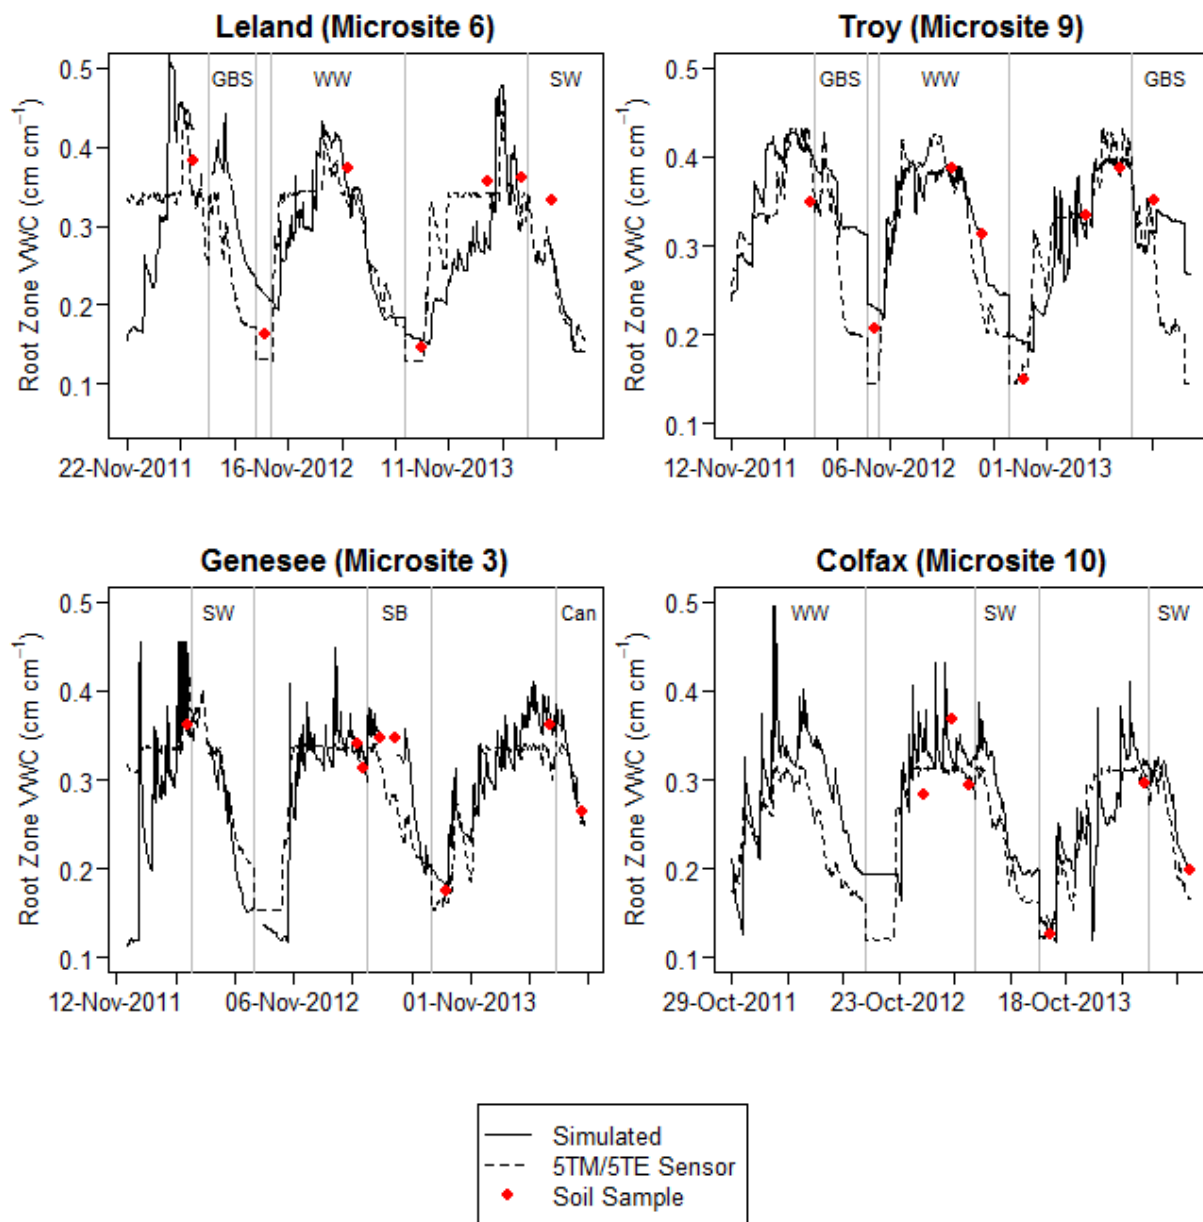 Leland (Microsite 6)
Root Zone VWC (cm cm⁻¹)
0.5
0.4
0.3
0.2
0.1
GBS
WW
SW
22-Nov-2011
16-Nov-2012
11-Nov-2013
Troy (Microsite 9)
Root Zone VWC (cm cm⁻¹)
0.5
0.4
0.3
0.2
0.1
GBS
WW
GBS
12-Nov-2011
06-Nov-2012
01-Nov-2013
Genesee (Microsite 3)
Root Zone VWC (cm cm⁻¹)
0.5
0.4
0.3
0.2
0.1
SW
SB
Can
12-Nov-2011
06-Nov-2012
01-Nov-2013
Colfax (Microsite 10)
Root Zone VWC (cm cm⁻¹)
0.5
0.4
0.3
0.2
0.1
WW
SW
SW
29-Oct-2011
23-Oct-2012
18-Oct-2013
Simulated
5TM/5TE Sensor
Soil Sample